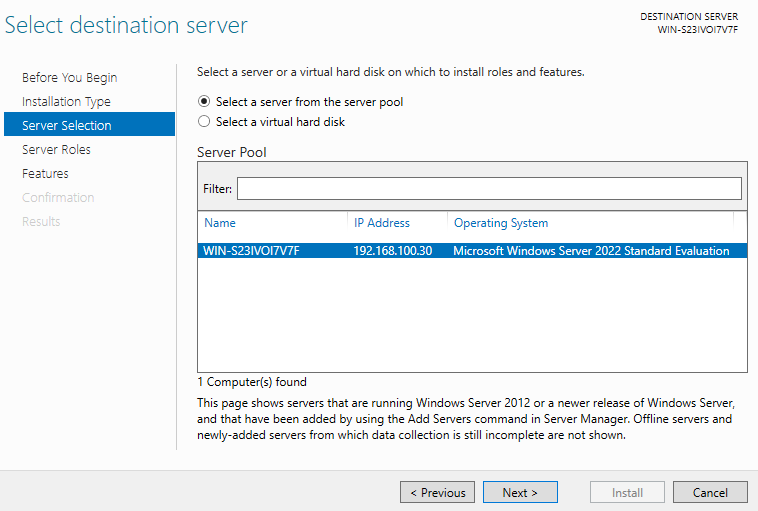 Select destination server
DESTINATION SERVER
WIN-S23IVOI7V7F
Before You Begin
Installation Type
Server Selection
Server Roles
Features
Confirmation
Results
Select a server or a virtual hard disk on which to install roles and features.
Select a server from the server pool
Select a virtual hard disk
Server Pool
Filter:
Name IP Address Operating System
WIN-S23IVOI7V7F 192.168.100.30 Microsoft Windows Server 2022 Standard Evaluation
1 Computer(s) found
This page shows servers that are running Windows Server 2012 or a newer release of Windows Server,
and that have been added by using the Add Servers command in Server Manager. Offline servers and
newly-added servers from which data collection is still incomplete are not shown.
< Previous Next > Install Cancel